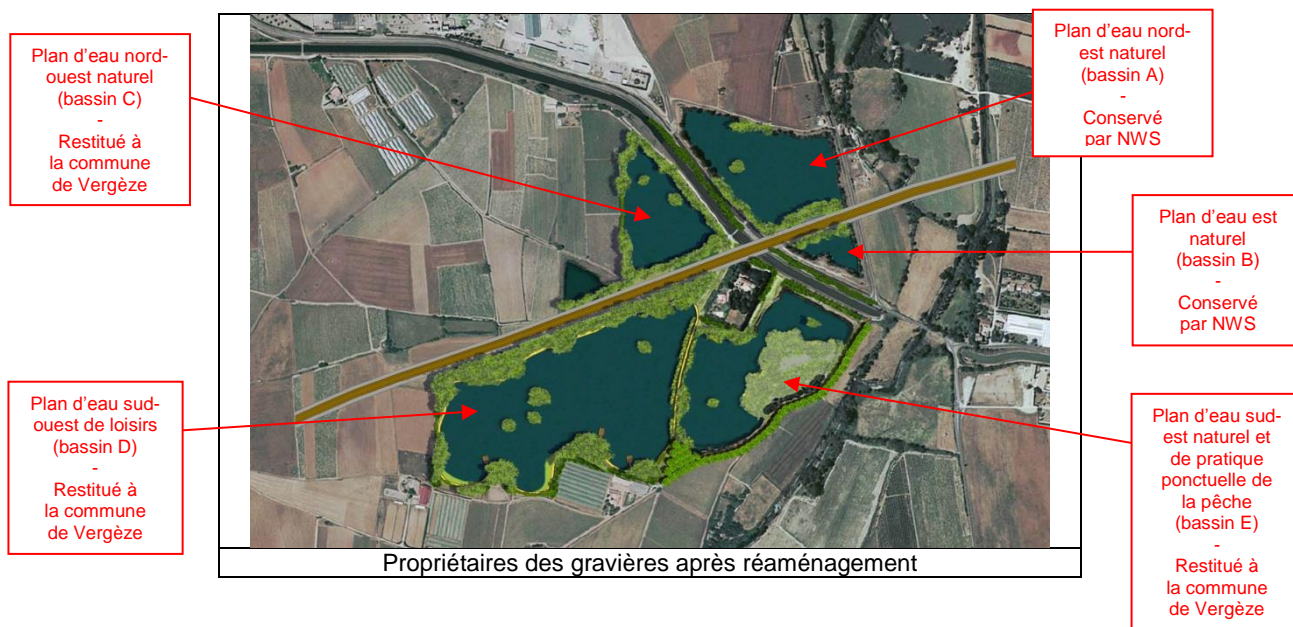 Plan d'eau nord-
ouest naturel
(bassin C)
-
Restitué à
la commune
de Vergèze
Plan d'eau nord-
est naturel
(bassin A)
-
Conservé
par NWS
Plan d'eau est
naturel
(bassin B)
-
Conservé
par NWS
Plan d'eau sud-
ouest de loisirs
(bassin D)
-
Restitué à
la commune
de Vergèze
Plan d'eau sud-
est naturel et
de pratique
ponctuelle de
la pêche
(bassin E)
-
Restitué à
la commune
de Vergèze
Propriétaires des gravières après réaménagement